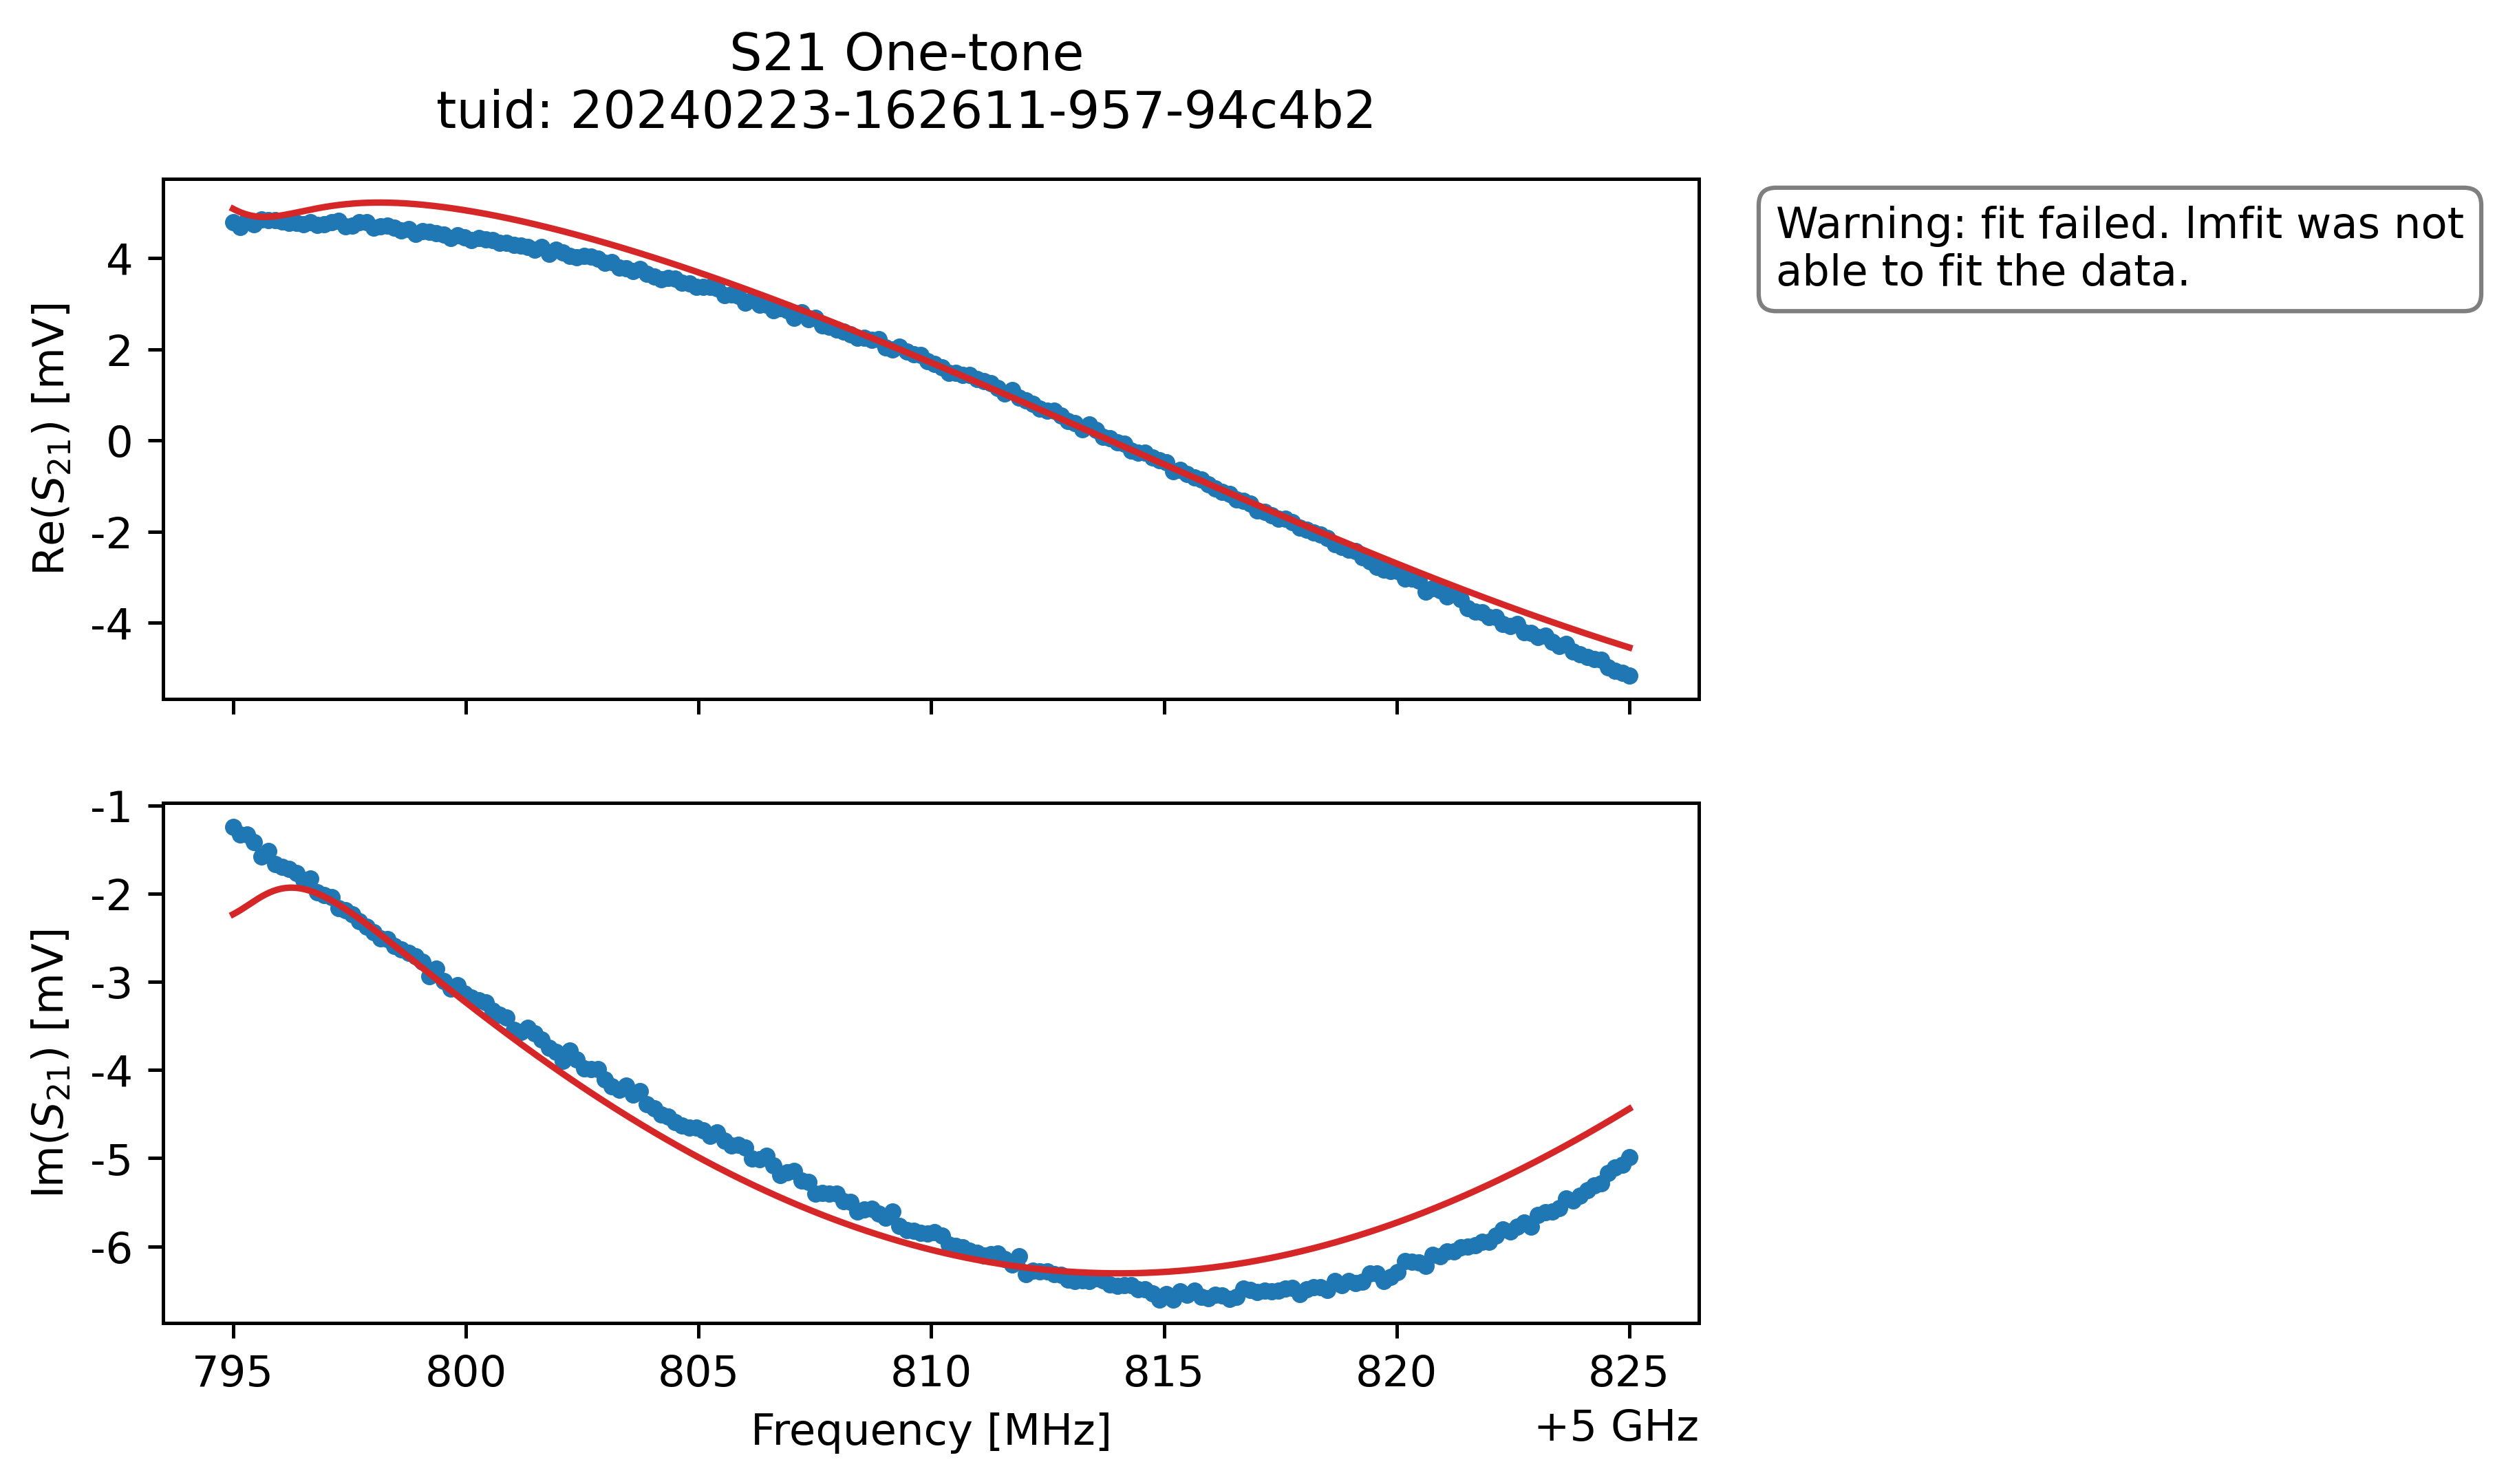 S21 One-tone
tuid: 20240223-162611-957-94c4b2
Warning: fit failed. lmfit was not
able to fit the data.
Re(S21) [mV]
4
2
0
-2
-4
Im(S21) [mV]
-1
-2
-3
-4
-5
-6
795 800 805 810 815 820 825
Frequency [MHz]
+5 GHz